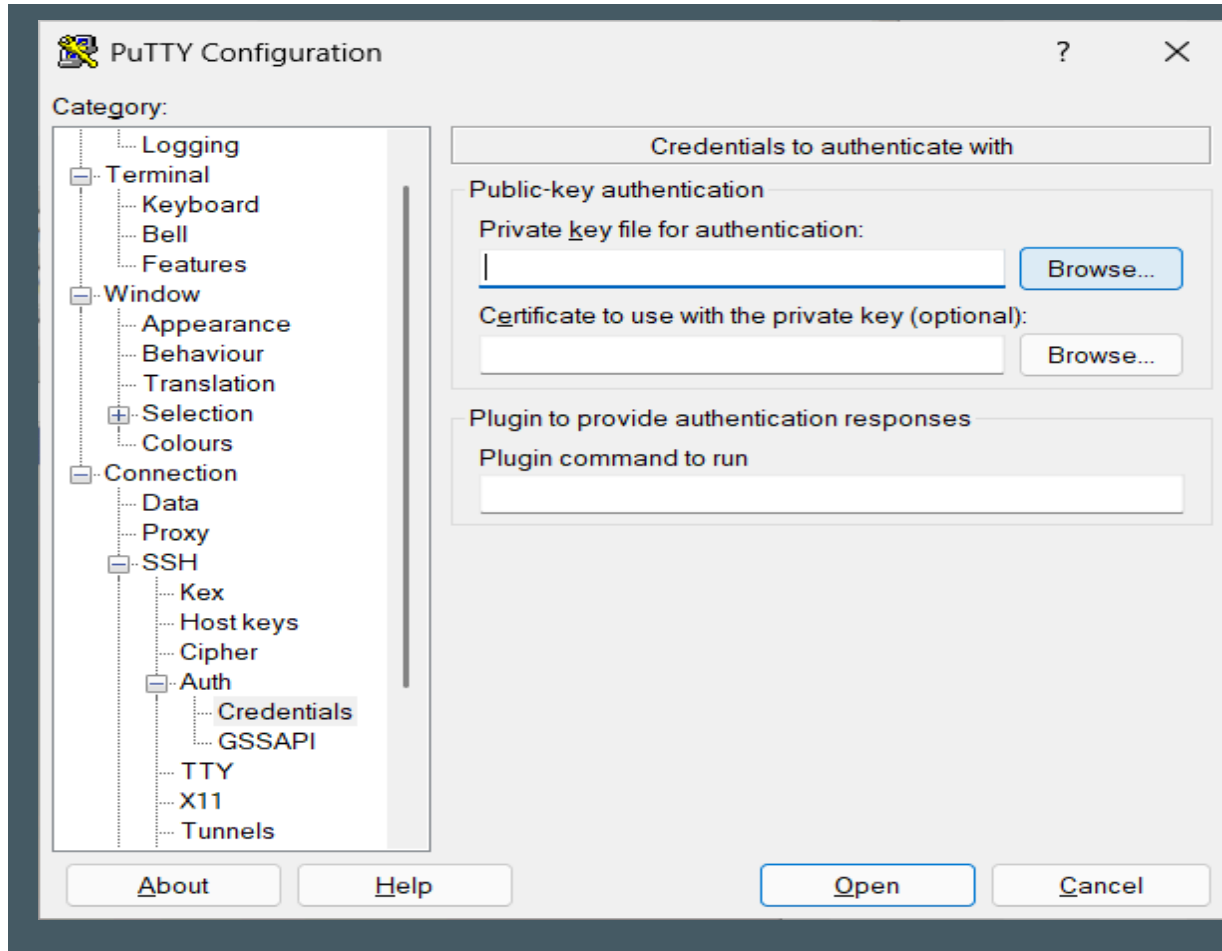 PuTTY Configuration
?
Category:
Logging
Terminal
Keyboard
Bell
Features
Window
Appearance
Behaviour
Translation
Selection
Colours
Connection
Data
Proxy
SSH
Kex
Host keys
Cipher
Auth
Credentials
GSSAPI
TTY
X11
Tunnels
Credentials to authenticate with
Public-key authentication
Private key file for authentication:
Browse...
Certificate to use with the private key (optional):
Browse...
Plugin to provide authentication responses
Plugin command to run
About
Help
Open
Cancel